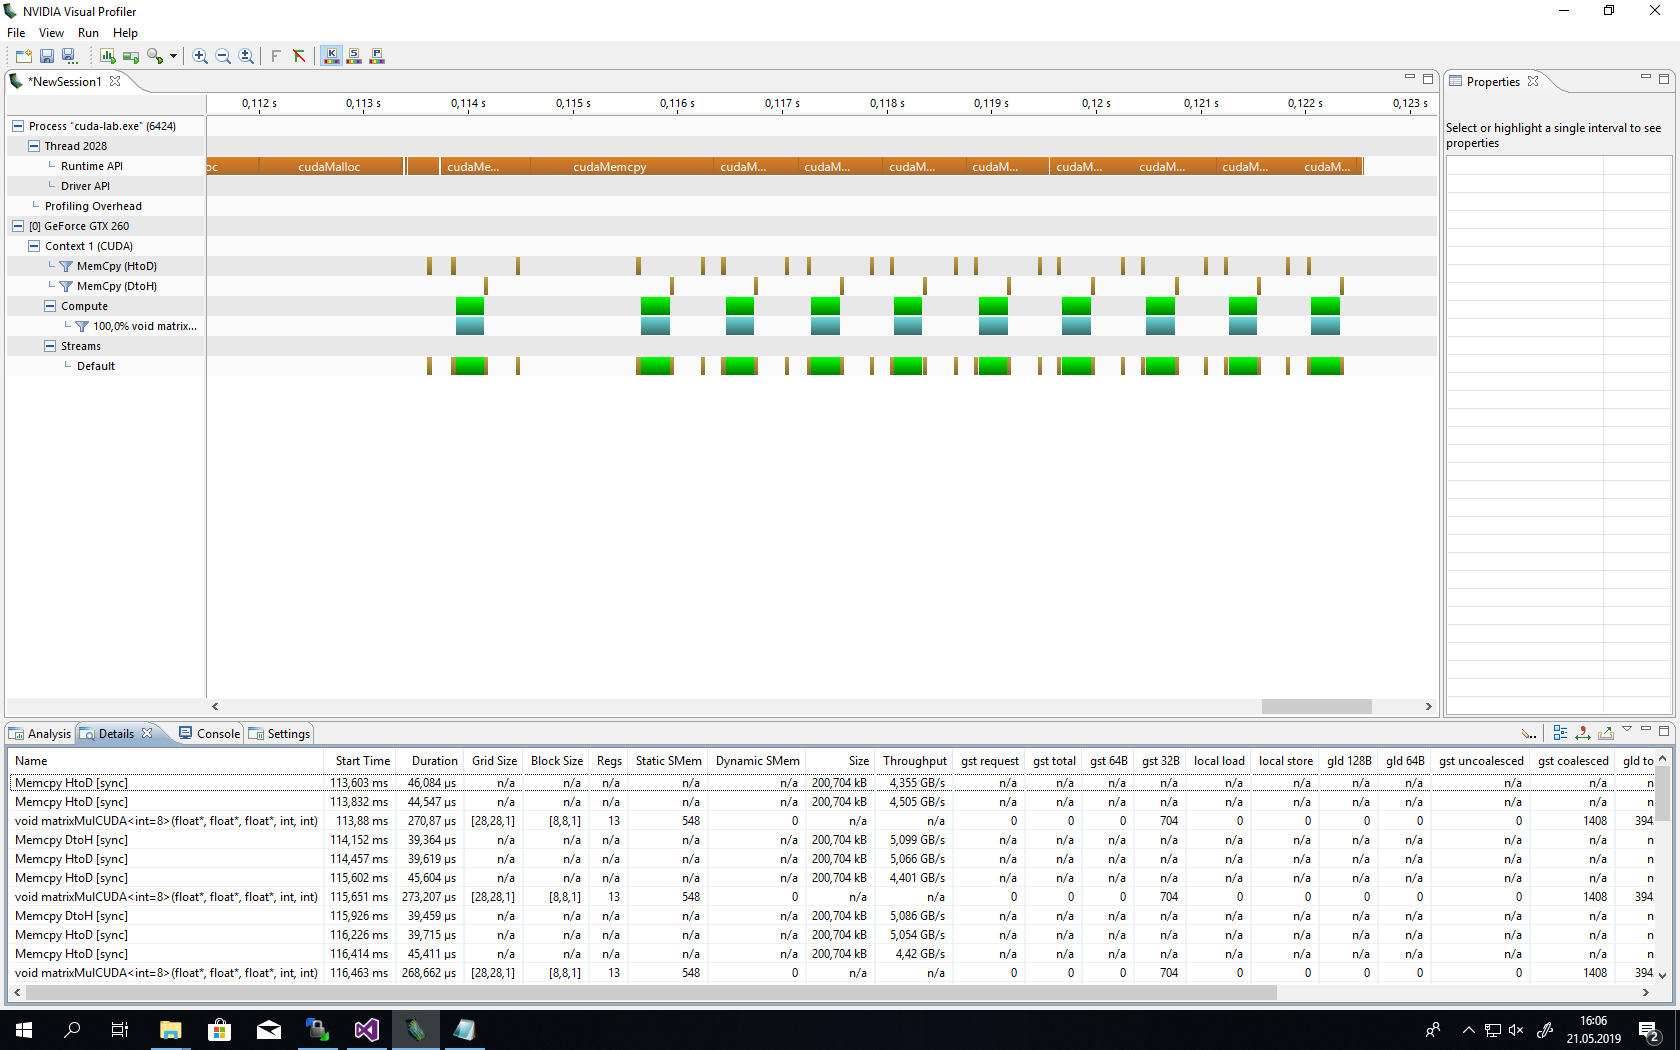 NVIDIA Visual Profiler
File View Run Help
*NewSession1
Properties
0,112 s 0,113 s 0,114 s 0,115 s 0,116 s 0,117 s 0,118 s 0,119 s 0,12 s 0,121 s 0,122 s 0,123 s
Select or highlight a single interval to see
properties
Process "cuda-lab.exe" (6424)
Thread 2028
Runtime API
oc cudaMalloc cudaMe... cudaMemcpy cudaM... cudaM... cudaM... cudaM... cudaM... cudaM... cudaM... cudaM...
Driver API
Profiling Overhead
[0] GeForce GTX 260
Context 1 (CUDA)
MemCpy (HtoD)
MemCpy (DtoH)
Compute
100,0% void matrix...
Streams
Default
Analysis Details Console Settings
Name Start Time Duration Grid Size Block Size Regs Static SMem Dynamic SMem Size Throughput gst request gst total gst 64B gst 32B local load local store gld 128B gld 64B gst uncoalesced gst coalesced gld to
Memcpy HtoD [sync] 113,603 ms 46,084 µs n/a n/a n/a n/a n/a 200,704 kB 4,355 GB/s n/a n/a n/a n/a n/a n/a n/a n/a n/a n/a n
Memcpy HtoD [sync] 113,832 ms 44,547 µs n/a n/a n/a n/a n/a 200,704 kB 4,505 GB/s n/a n/a n/a n/a n/a n/a n/a n/a n/a n/a n
void matrixMulCUDA<int=8>(float*, float*, float*, int, int) 113,88 ms 270,87 µs [28,28,1] [8,8,1] 13 548 0 n/a n/a 0 0 0 704 0 0 0 0 0 1408 394
Memcpy DtoH [sync] 114,152 ms 39,364 µs n/a n/a n/a n/a n/a 200,704 kB 5,099 GB/s n/a n/a n/a n/a n/a n/a n/a n/a n/a n/a n
Memcpy HtoD [sync] 114,457 ms 39,619 µs n/a n/a n/a n/a n/a 200,704 kB 5,066 GB/s n/a n/a n/a n/a n/a n/a n/a n/a n/a n/a n
Memcpy HtoD [sync] 115,602 ms 45,604 µs n/a n/a n/a n/a n/a 200,704 kB 4,401 GB/s n/a n/a n/a n/a n/a n/a n/a n/a n/a n/a n
void matrixMulCUDA<int=8>(float*, float*, float*, int, int) 115,651 ms 273,207 µs [28,28,1] [8,8,1] 13 548 0 n/a n/a 0 0 0 704 0 0 0 0 0 1408 394
Memcpy DtoH [sync] 115,926 ms 39,459 µs n/a n/a n/a n/a n/a 200,704 kB 5,086 GB/s n/a n/a n/a n/a n/a n/a n/a n/a n/a n/a n
Memcpy HtoD [sync] 116,226 ms 39,715 µs n/a n/a n/a n/a n/a 200,704 kB 5,054 GB/s n/a n/a n/a n/a n/a n/a n/a n/a n/a n/a n
Memcpy HtoD [sync] 116,414 ms 45,411 µs n/a n/a n/a n/a n/a 200,704 kB 4,42 GB/s n/a n/a n/a n/a n/a n/a n/a n/a n/a n/a n
void matrixMulCUDA<int=8>(float*, float*, float*, int, int) 116,463 ms 268,662 µs [28,28,1] [8,8,1] 13 548 0 n/a n/a 0 0 0 704 0 0 0 0 0 1408 394
16:06
21.05.2019
2